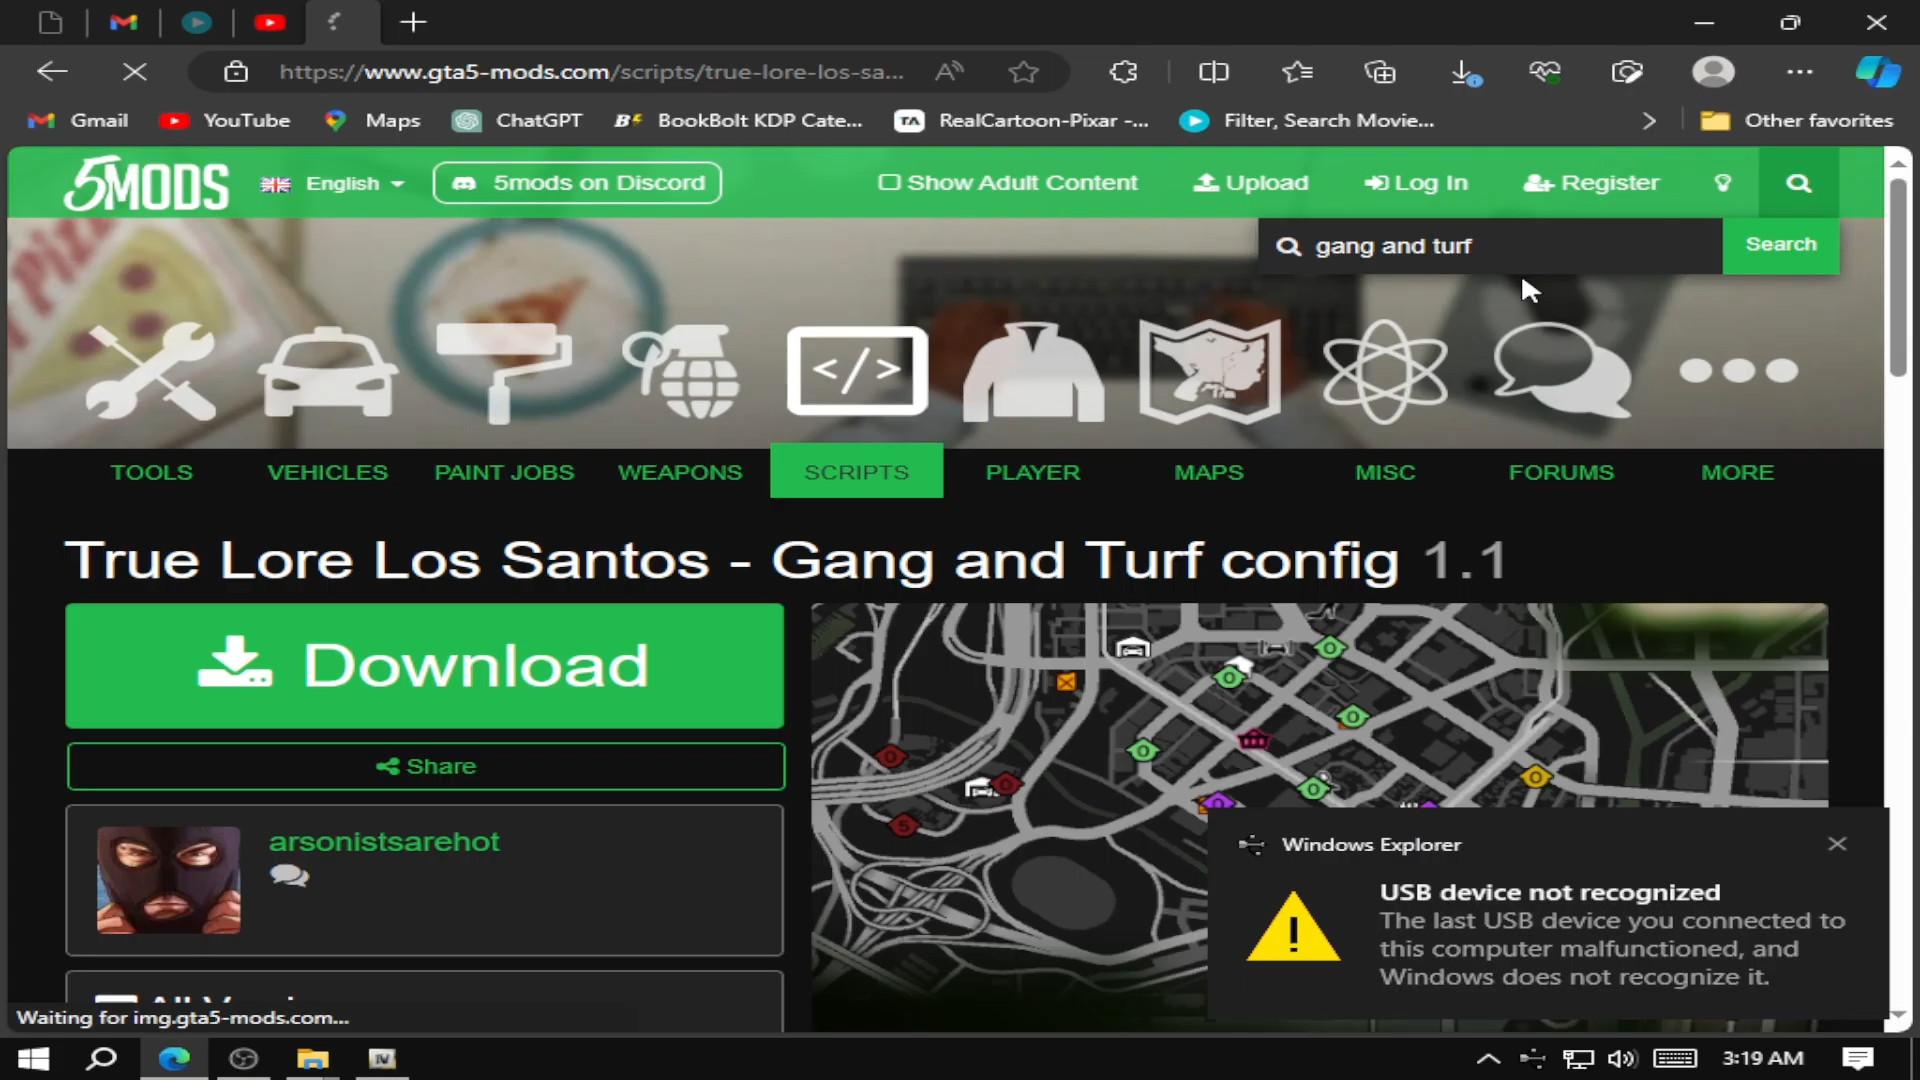 https://www.gta5-mods.com/scripts/true-lore-los-sa...
Gmail
YouTube
Maps
ChatGPT
BookBolt KDP Cate...
TA
RealCartoon-Pixar -...
Filter, Search Movie...
Other favorites
5MODS
English
5mods on Discord
Show Adult Content
Upload
Log In
Register
gang and turf
Search
TOOLS
VEHICLES
PAINT JOBS
WEAPONS
SCRIPTS
PLAYER
MAPS
MISC
FORUMS
MORE
True Lore Los Santos - Gang and Turf config 1.1
Download
Share
arsonistsarehot
Windows Explorer
USB device not recognized
The last USB device you connected to
this computer malfunctioned, and
Windows does not recognize it.
Waiting for img.gta5-mods.com...
3:19 AM